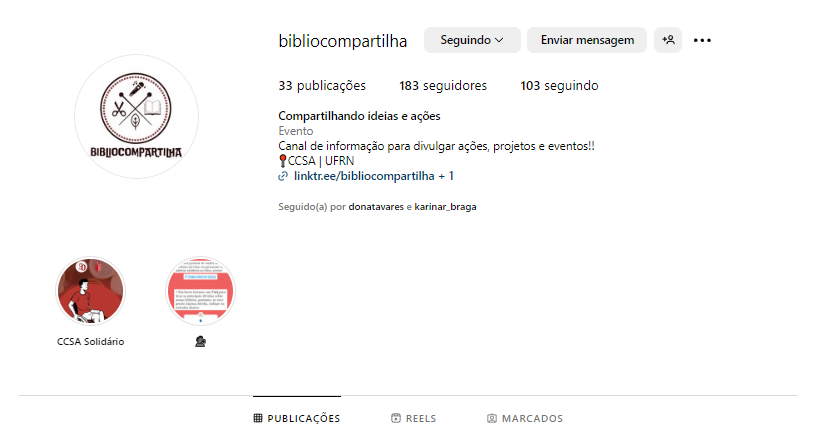 bibliocompartilha Seguindo Enviar mensagem
33 publicações 183 seguidores 103 seguindo
Compartilhando ideias e ações
Evento
Canal de informação para divulgar ações, projetos e eventos!!
📍CCSA | UFRN
linktr.ee/bibliocompartilha + 1
Seguido(a) por donatavares e karinar_braga
BIBLIOCOMPARTILHA
CCSA Solidário
PUBLICAÇÕES REELS MARCADOS